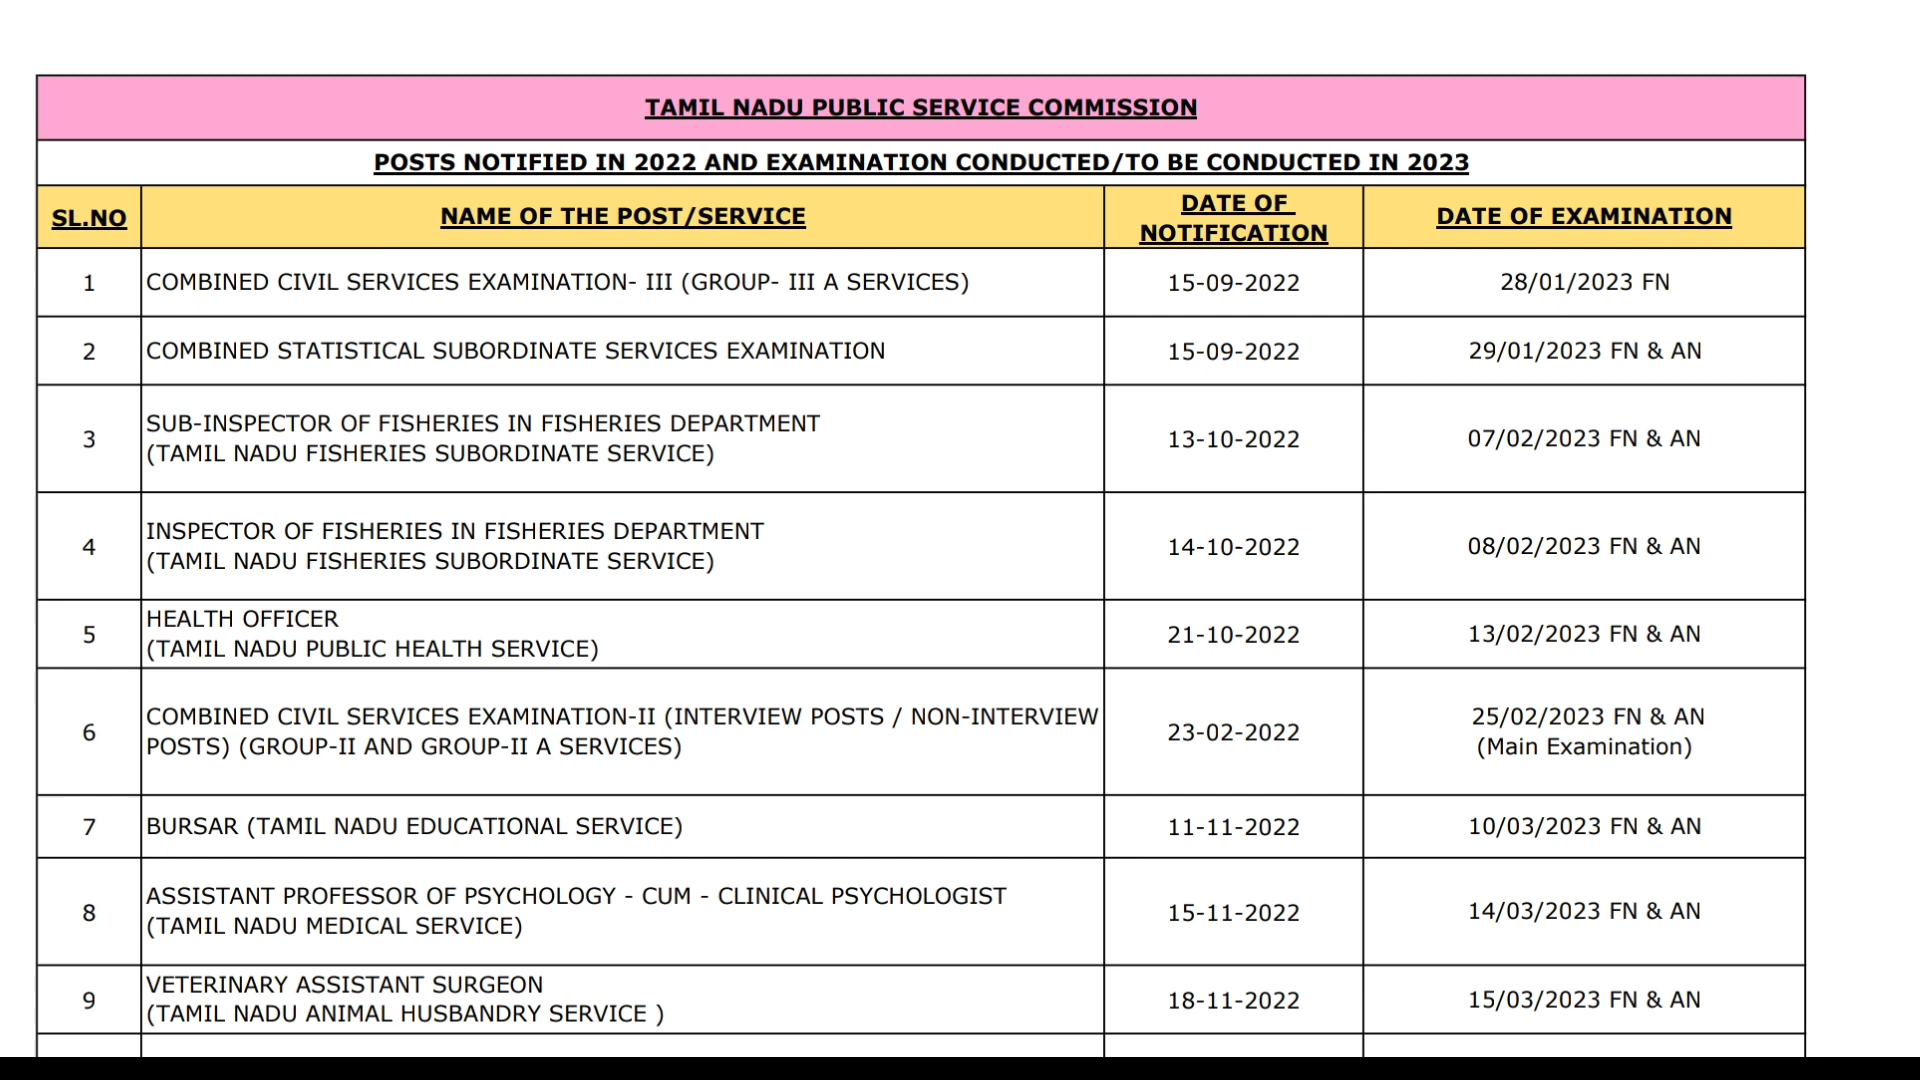 TAMIL NADU PUBLIC SERVICE COMMISSION
POSTS NOTIFIED IN 2022 AND EXAMINATION CONDUCTED/TO BE CONDUCTED IN 2023
SL.NO
NAME OF THE POST/SERVICE
DATE OF
NOTIFICATION
DATE OF EXAMINATION
1
COMBINED CIVIL SERVICES EXAMINATION- III (GROUP- III A SERVICES)
15-09-2022
28/01/2023 FN
2
COMBINED STATISTICAL SUBORDINATE SERVICES EXAMINATION
15-09-2022
29/01/2023 FN & AN
3
SUB-INSPECTOR OF FISHERIES IN FISHERIES DEPARTMENT
(TAMIL NADU FISHERIES SUBORDINATE SERVICE)
13-10-2022
07/02/2023 FN & AN
4
INSPECTOR OF FISHERIES IN FISHERIES DEPARTMENT
(TAMIL NADU FISHERIES SUBORDINATE SERVICE)
14-10-2022
08/02/2023 FN & AN
5
HEALTH OFFICER
(TAMIL NADU PUBLIC HEALTH SERVICE)
21-10-2022
13/02/2023 FN & AN
6
COMBINED CIVIL SERVICES EXAMINATION-II (INTERVIEW POSTS / NON-INTERVIEW
POSTS) (GROUP-II AND GROUP-II A SERVICES)
23-02-2022
25/02/2023 FN & AN
(Main Examination)
7
BURSAR (TAMIL NADU EDUCATIONAL SERVICE)
11-11-2022
10/03/2023 FN & AN
8
ASSISTANT PROFESSOR OF PSYCHOLOGY - CUM - CLINICAL PSYCHOLOGIST
(TAMIL NADU MEDICAL SERVICE)
15-11-2022
14/03/2023 FN & AN
9
VETERINARY ASSISTANT SURGEON
(TAMIL NADU ANIMAL HUSBANDRY SERVICE )
18-11-2022
15/03/2023 FN & AN